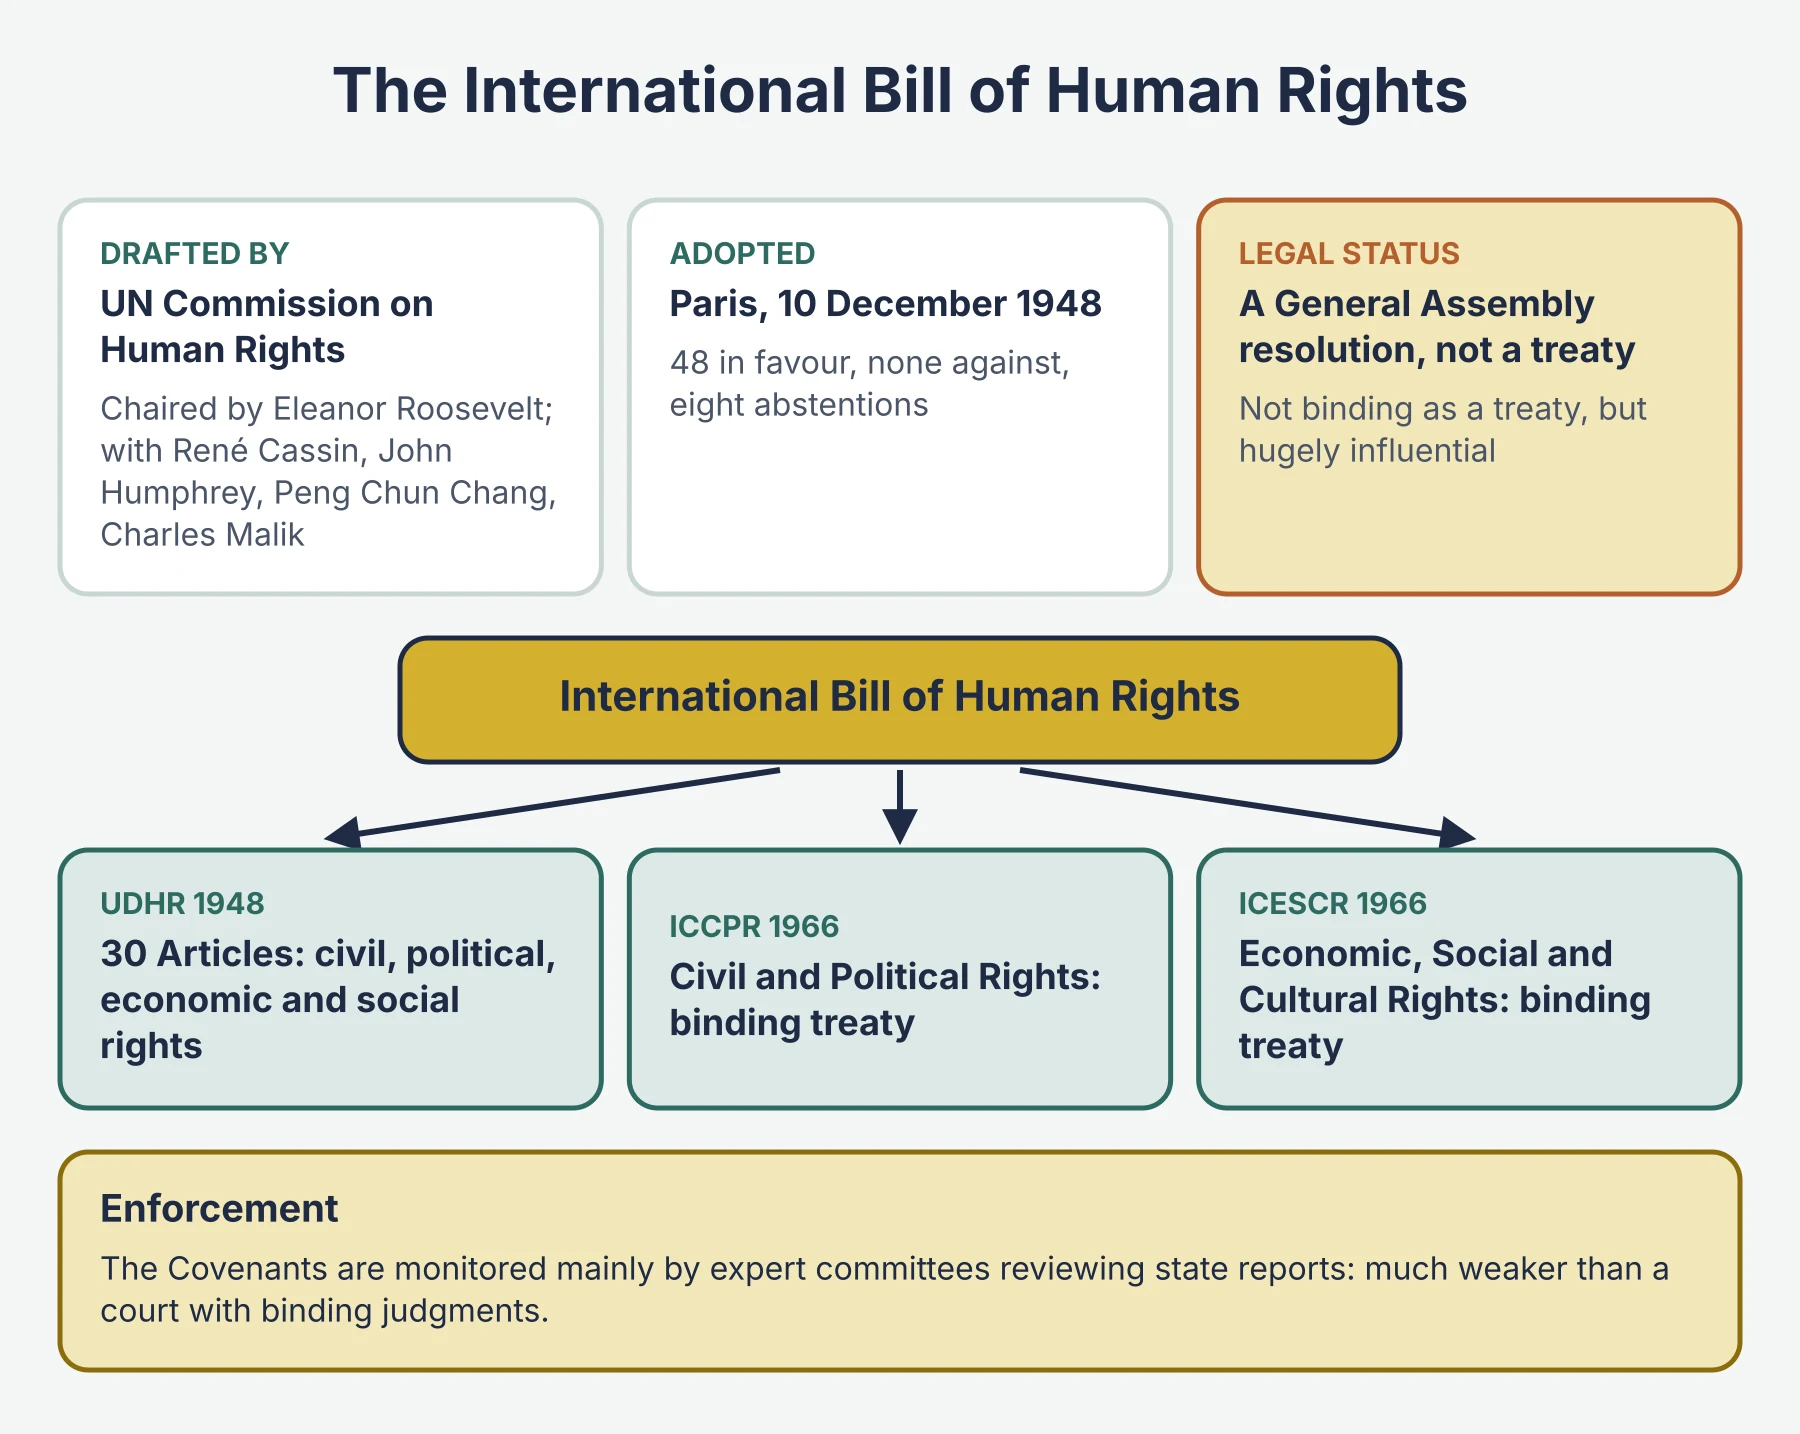 The International Bill of Human Rights
DRAFTED BY
UN Commission on
Human Rights
Chaired by Eleanor Roosevelt;
with René Cassin, John
Humphrey, Peng Chun Chang,
Charles Malik
ADOPTED
Paris, 10 December 1948
48 in favour, none against,
eight abstentions
LEGAL STATUS
A General Assembly
resolution, not a treaty
Not binding as a treaty, but
hugely influential
International Bill of Human Rights
UDHR 1948
30 Articles: civil, political,
economic and social
rights
ICCPR 1966
Civil and Political Rights:
binding treaty
ICESCR 1966
Economic, Social and
Cultural Rights: binding
treaty
Enforcement
The Covenants are monitored mainly by expert committees reviewing state reports: much weaker than a
court with binding judgments.